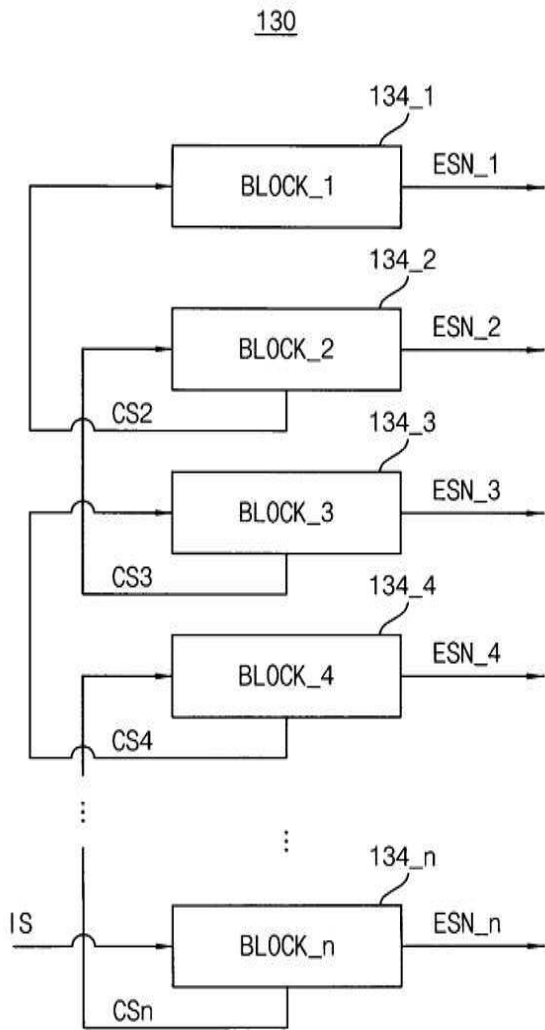 130
134_1
BLOCK_1
ESN_1
134_2
BLOCK_2
ESN_2
CS2
134_3
BLOCK_3
ESN_3
CS3
134_4
BLOCK_4
ESN_4
CS4
...
...
134_n
IS
BLOCK_n
ESN_n
CSn